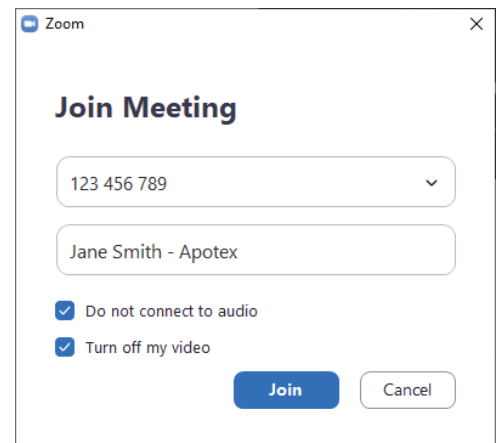 Zoom
Join Meeting
123 456 789
Jane Smith - Apotex
Do not connect to audio
Turn off my video
Join Cancel